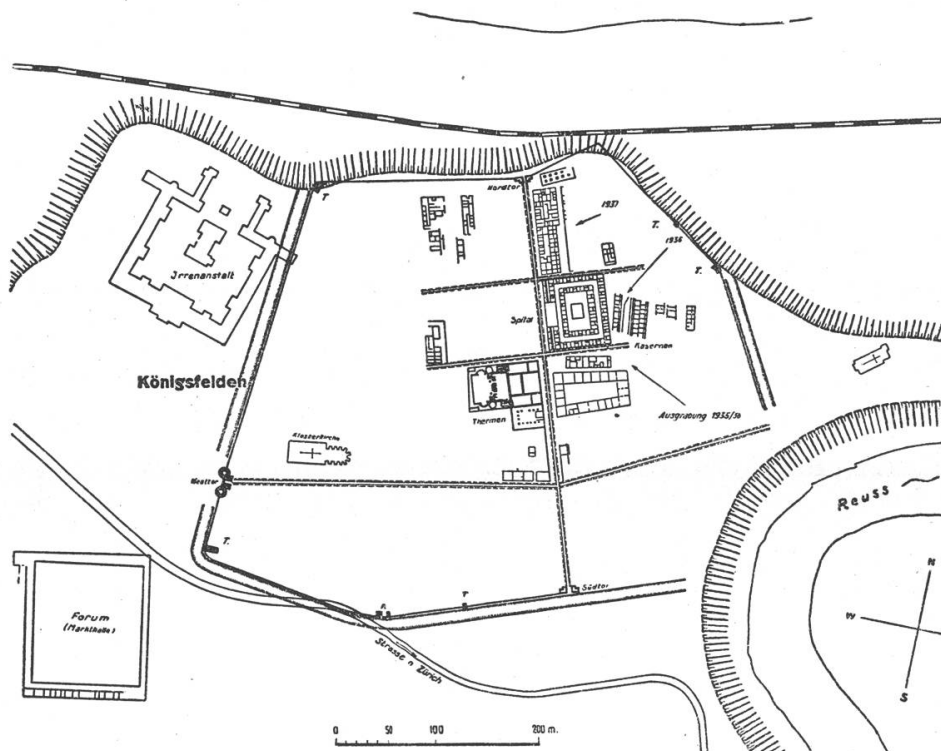 Nordtor
T
1937
T.
1936
T.
Irrenanstalt
Spital
Kasernen
Königsfelden
Ausgrabung 1935/36
Thermen
Klosterkirche
Westtor
Reuss
T.
Südtor
T
N
W
S
Forum
(Markthalle)
Strasse n Zürich
0 50 100 200 m.